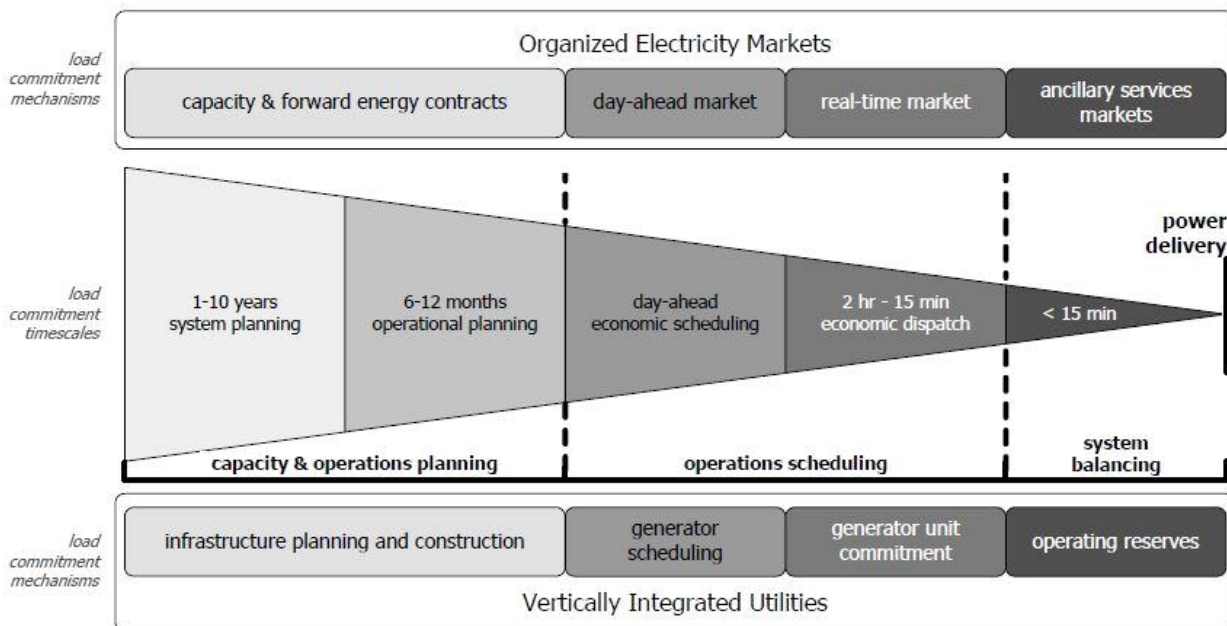 Organized Electricity Markets
load
commitment
mechanisms
capacity & forward energy contracts
day-ahead market
real-time market
ancillary services
markets
power
delivery
load
commitment
timescales
1-10 years
system planning
6-12 months
operational planning
day-ahead
economic scheduling
2 hr - 15 min
economic dispatch
< 15 min
capacity & operations planning
operations scheduling
system
balancing
load
commitment
mechanisms
infrastructure planning and construction
generator
scheduling
generator unit
commitment
operating reserves
Vertically Integrated Utilities